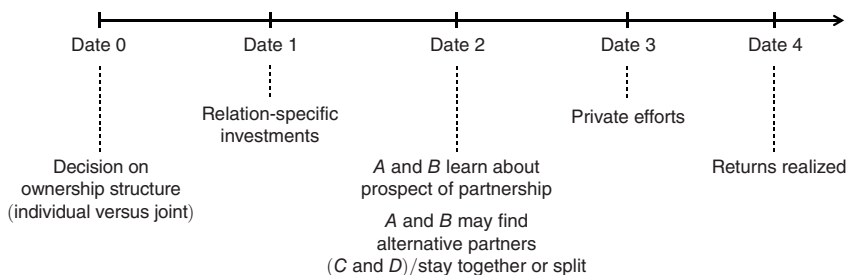 Date 0
Date 1
Date 2
Date 3
Date 4
Relation-specific
investments
Private efforts
Decision on
ownership structure
(individual versus joint)
A and B learn about
prospect of partnership
A and B may find
alternative partners
(C and D)/stay together or split
Returns realized